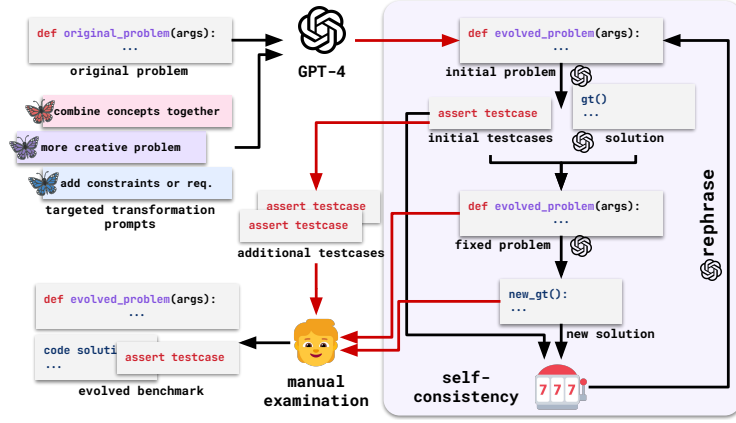 def original_problem(args):
...
original problem
GPT-4
combine concepts together
more creative problem
add constraints or req.
targeted transformation
prompts
def evolved_problem(args):
...
initial problem
assert testcase
initial testcases
gt()
...
solution
assert testcase
assert testcase
additional testcases
def evolved_problem(args):
...
fixed problem
new_gt():
...
new solution
rephrase
def evolved_problem(args):
...
code soluti
...
assert testcase
evolved benchmark
manual
examination
self-
consistency
777